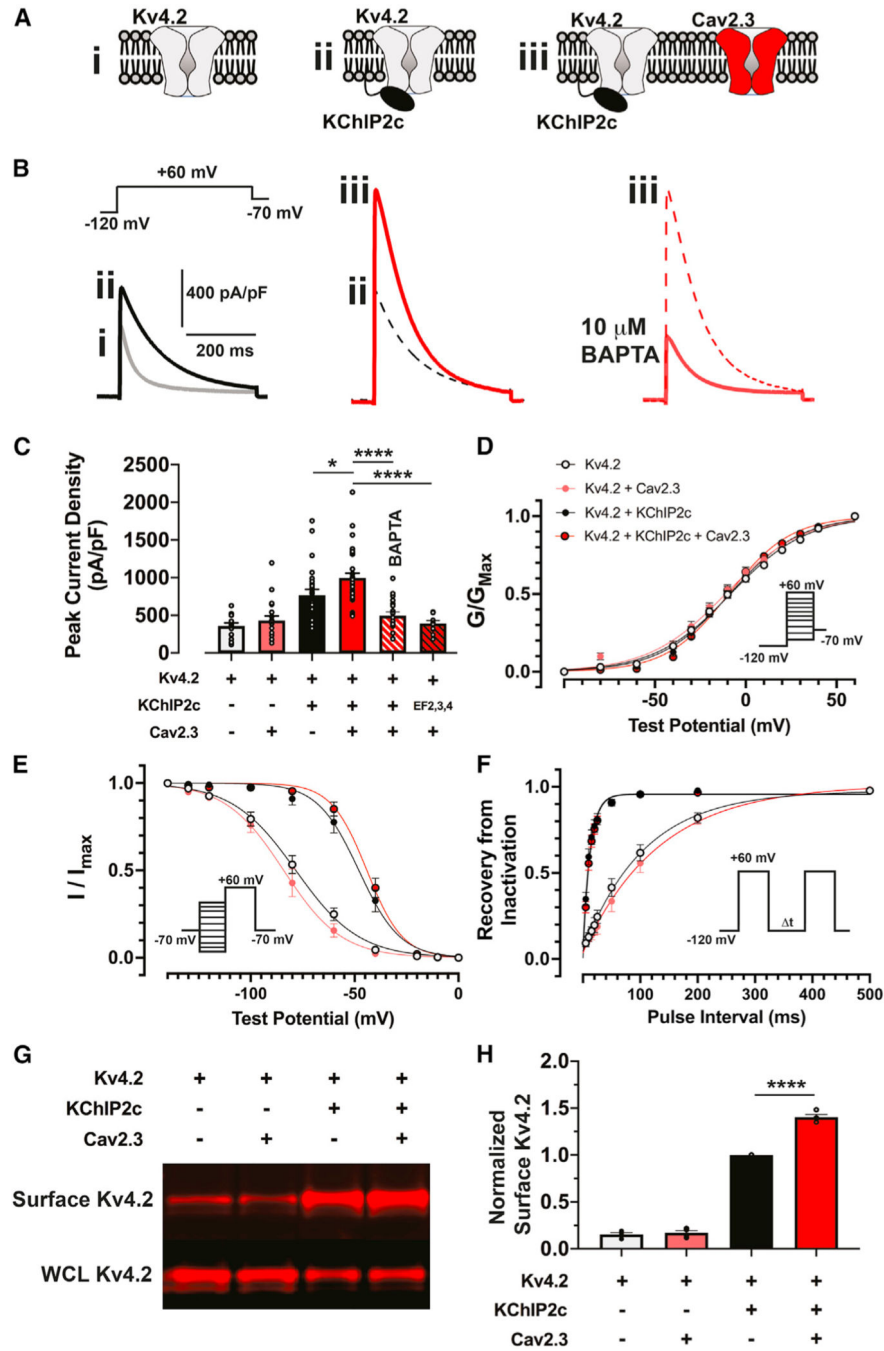 A
Kv4.2
Kv4.2
Kv4.2
Cav2.3
i
ii
iii
KChIP2c
KChIP2c
B
+60 mV
-120 mV
-70 mV
ii
i
400 pA/pF
200 ms
iii
ii
iii
10 μM
BAPTA
C
Peak Current Density
(pA/pF)
2500
2000
1500
1000
500
0
*
****
****
BAPTA
Kv4.2 + + + + + +
KChIP2c - - + + + EF2,3,4
Cav2.3 - + - + + +
D
Kv4.2
Kv4.2 + Cav2.3
Kv4.2 + KChIP2c
Kv4.2 + KChIP2c + Cav2.3
G/GMax
1.0
0.5
0.0
-40 0 40
Test Potential (mV)
+60 mV
-120 mV
-70 mV
E
I / Imax
1.0
0.5
0.0
+60 mV
-70 mV
-70 mV
-100 -50 0
Test Potential (mV)
F
Recovery from
Inactivation
1.0
0.5
0.0
+60 mV
-120 mV
Δt
0 100 200 300 400 500
Pulse Interval (ms)
G
Kv4.2 + + + +
KChIP2c - - + +
Cav2.3 - + - +
Surface Kv4.2
WCL Kv4.2
H
Normalized
Surface Kv4.2
2.0
1.5
1.0
0.5
0.0
****
Kv4.2 + + + +
KChIP2c - - + +
Cav2.3 - + - +